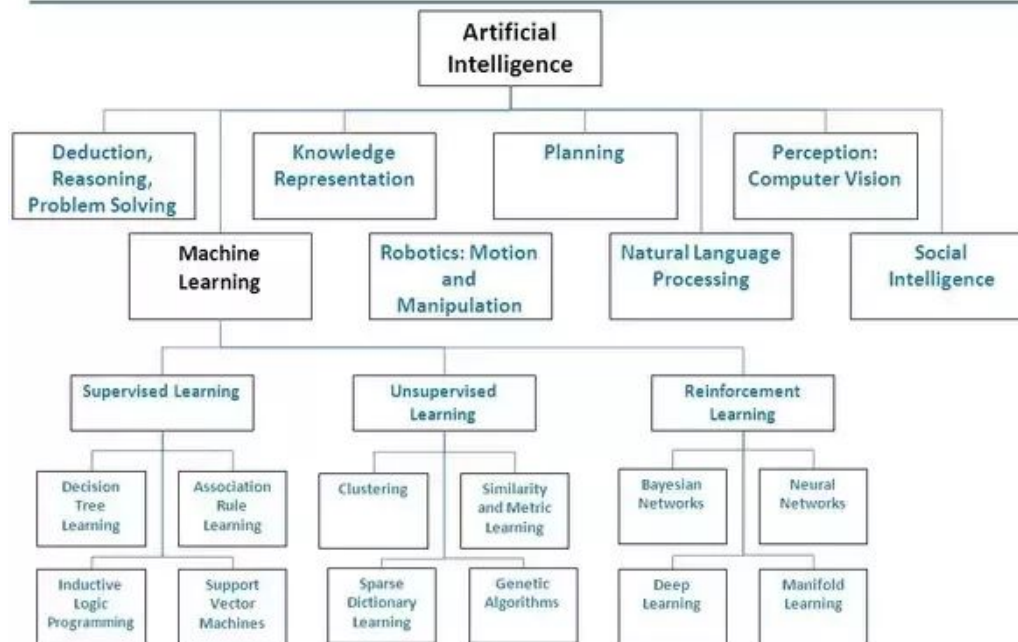 Artificial
Intelligence
Deduction,
Reasoning,
Problem Solving
Knowledge
Representation
Planning
Perception:
Computer Vision
Machine
Learning
Robotics: Motion
and
Manipulation
Natural Language
Processing
Social
Intelligence
Supervised Learning
Unsupervised
Learning
Reinforcement
Learning
Decision
Tree
Learning
Association
Rule
Learning
Clustering
Similarity
and Metric
Learning
Bayesian
Networks
Neural
Networks
Inductive
Logic
Programming
Support
Vector
Machines
Sparse
Dictionary
Learning
Genetic
Algorithms
Deep
Learning
Manifold
Learning